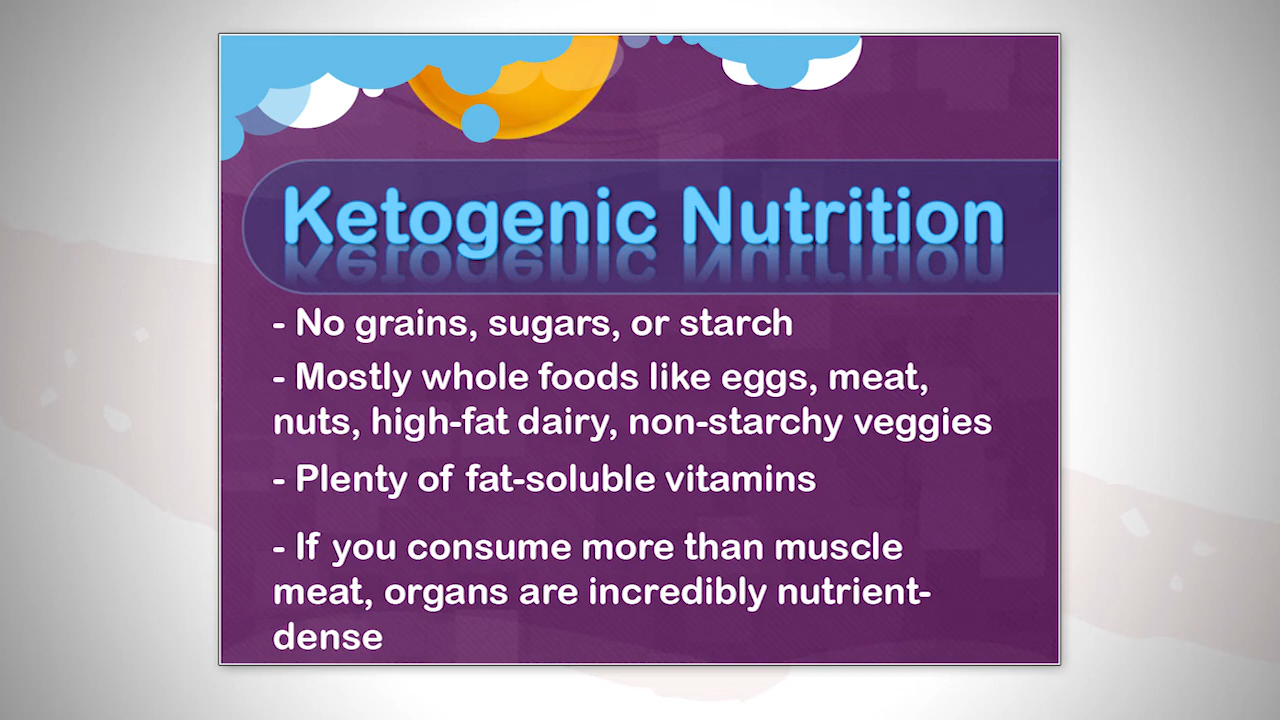 Ketogenic Nutrition
- No grains, sugars, or starch
- Mostly whole foods like eggs, meat,
nuts, high-fat dairy, non-starchy veggies
- Plenty of fat-soluble vitamins
- If you consume more than muscle
meat, organs are incredibly nutrient-
dense